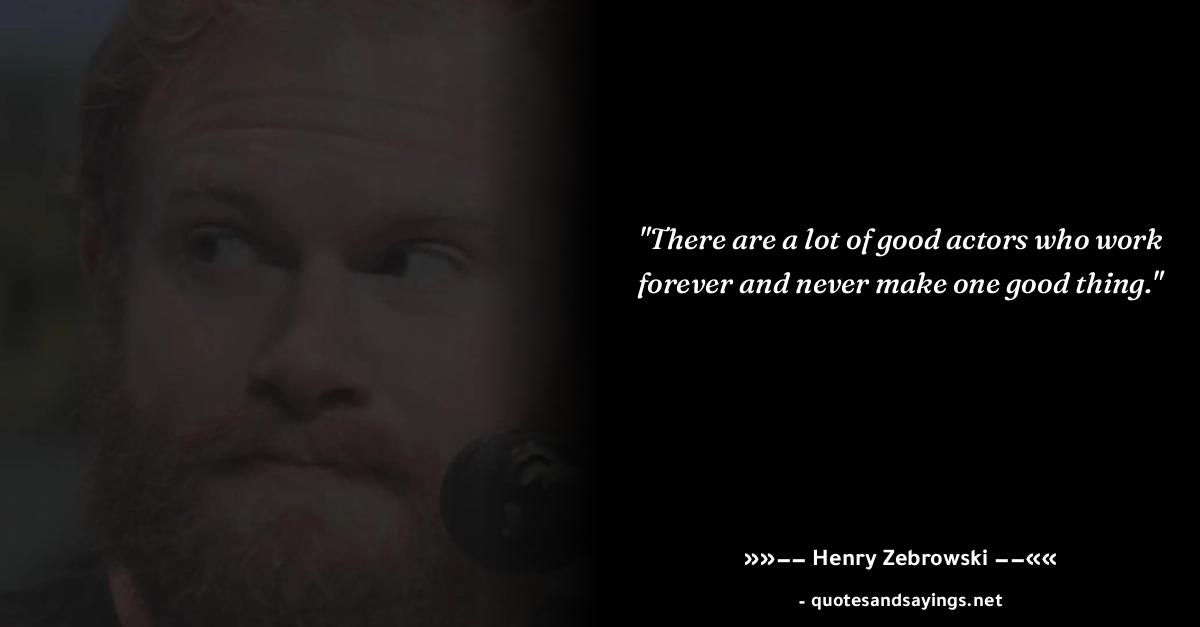 "There are a lot of good actors who work
forever and never make one good thing."
»»−− Henry Zebrowski −−««
- quotesandsayings.net